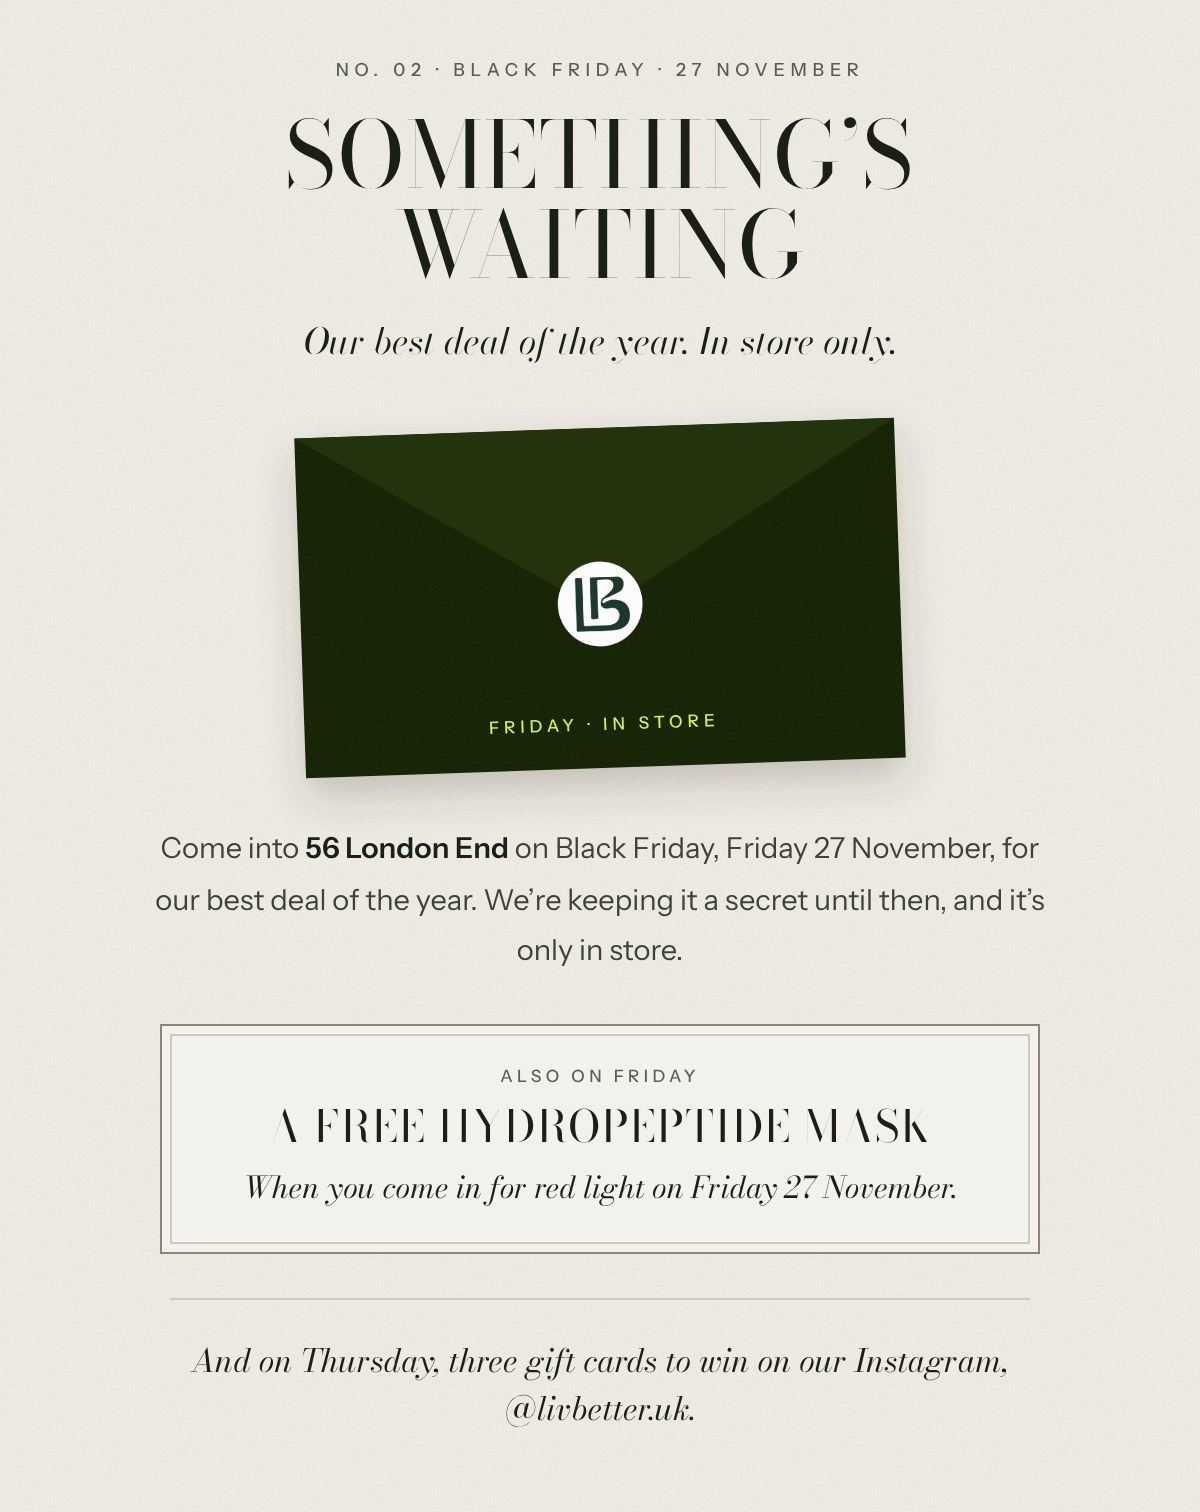 NO. 02 · BLACK FRIDAY · 27 NOVEMBER
SOMETHING’S
WAITING
Our best deal of the year. In store only.
LB
FRIDAY · IN STORE
Come into 56 London End on Black Friday, Friday 27 November, for
our best deal of the year. We’re keeping it a secret until then, and it’s
only in store.
ALSO ON FRIDAY
A FREE HYDROPEPTIDE MASK
When you come in for red light on Friday 27 November.
And on Thursday, three gift cards to win on our Instagram,
@livbetter.uk.